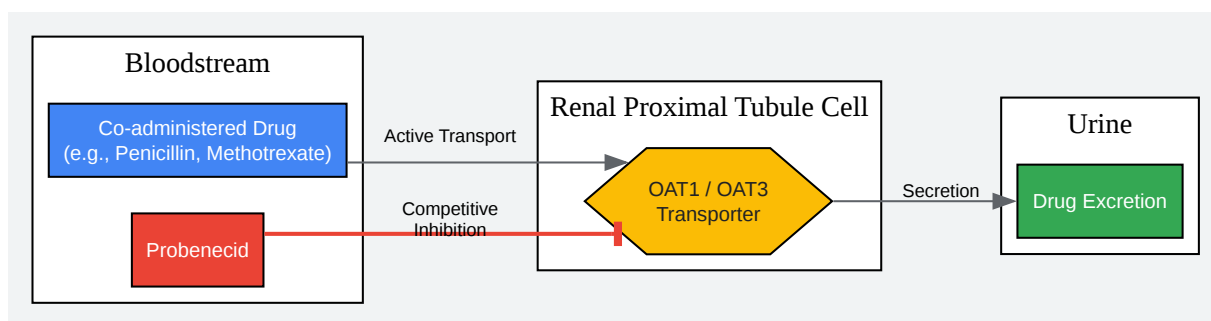 Bloodstream
Co-administered Drug
(e.g., Penicillin, Methotrexate)
Probenecid
Active Transport
Competitive
Inhibition
Renal Proximal Tubule Cell
OAT1 / OAT3
Transporter
Secretion
Urine
Drug Excretion